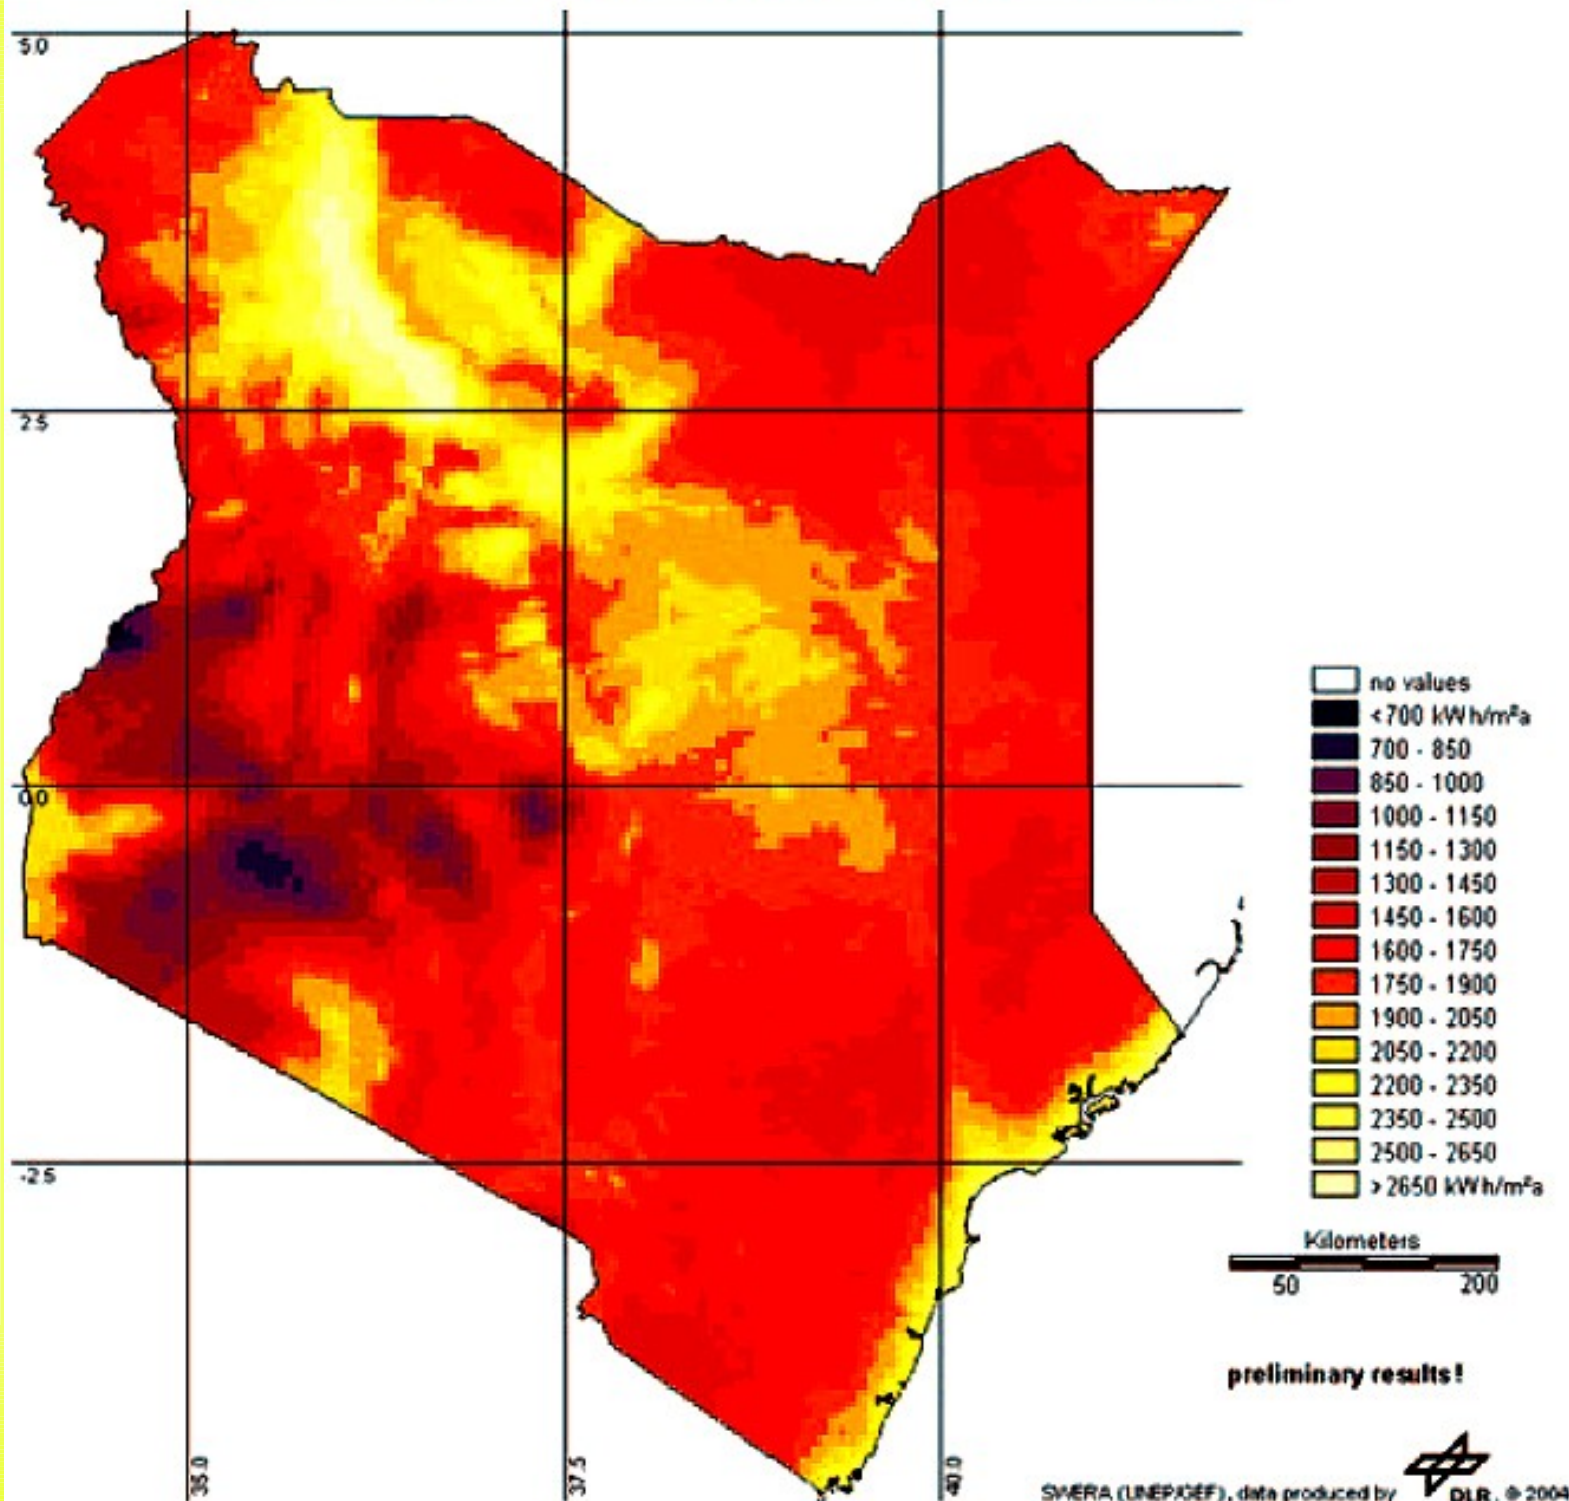 5.0
2.5
0.0
-2.5
35.0
37.5
40.0
no values
<700 kWh/m²a
700 - 850
850 - 1000
1000 - 1150
1150 - 1300
1300 - 1450
1450 - 1600
1600 - 1750
1750 - 1900
1900 - 2050
2050 - 2200
2200 - 2350
2350 - 2500
2500 - 2650
>2650 kWh/m²a
Kilometers
50 200
preliminary results!
SWERA (UNEP/GEF), data produced by DLR, © 2004